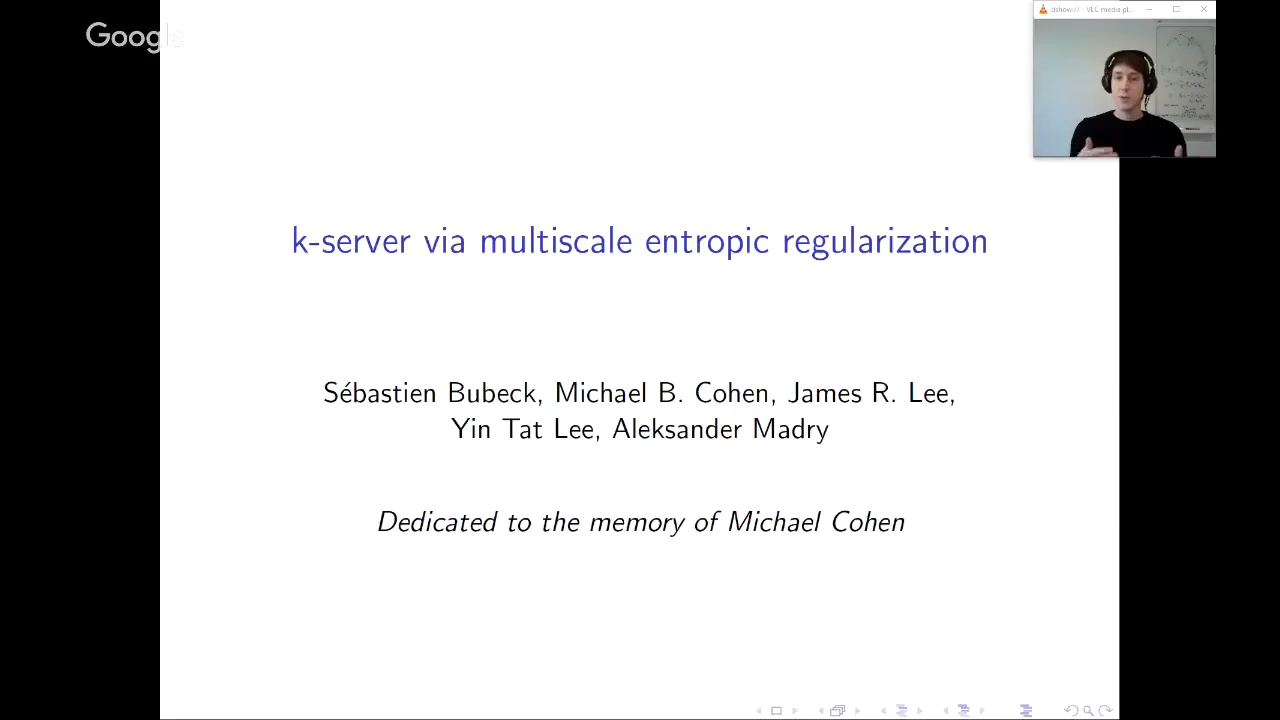 Google
dshow:// - VLC media pl...
k-server via multiscale entropic regularization
Sébastien Bubeck, Michael B. Cohen, James R. Lee,
Yin Tat Lee, Aleksander Madry
Dedicated to the memory of Michael Cohen